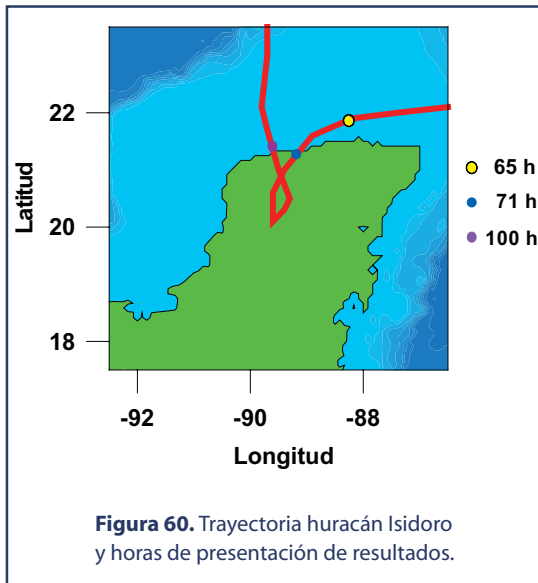 22
20
18
Latitud
-92
-90
-88
Longitud
65 h
71 h
100 h
Figura 60. Trayectoria huracán Isidoro
y horas de presentación de resultados.